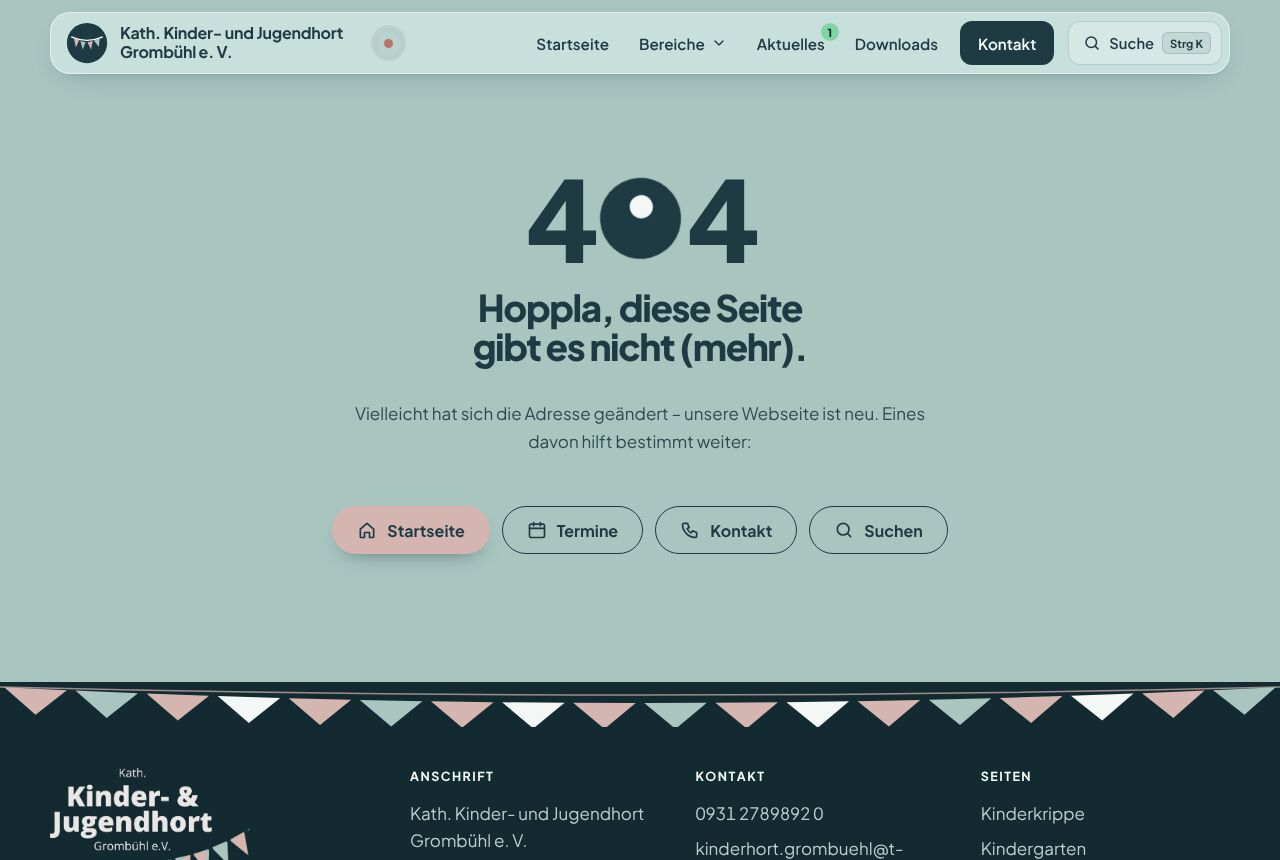 Kath. Kinder- und Jugendhort
Grombühl e. V.
Startseite
Bereiche
Aktuelles
1
Downloads
Kontakt
Suche
Strg K
404
Hoppla, diese Seite
gibt es nicht (mehr).
Vielleicht hat sich die Adresse geändert – unsere Webseite ist neu. Eines
davon hilft bestimmt weiter:
Startseite
Termine
Kontakt
Suchen
Kath.
Kinder- &
Jugendhort
Grombühl e.V.
ANSCHRIFT
Kath. Kinder- und Jugendhort
Grombühl e. V.
KONTAKT
0931 2789892 0
kinderhort.grombuehl@t-
SEITEN
Kinderkrippe
Kindergarten